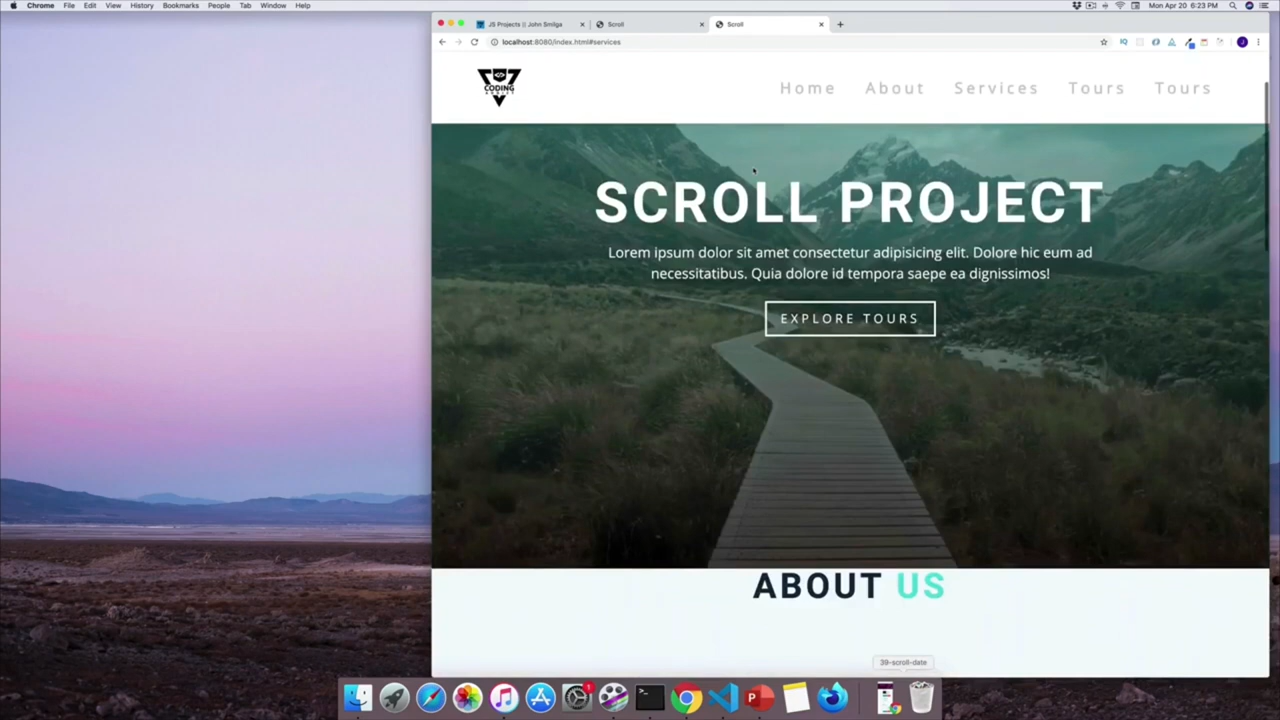 Chrome File Edit View History Bookmarks People Tab Window Help
Mon Apr 20 6:23 PM
JS Projects || John Smilga
Scroll
Scroll
localhost:8080/index.html#services
CODING
Home About Services Tours Tours
SCROLL PROJECT
Lorem ipsum dolor sit amet consectetur adipisicing elit. Dolore hic eum ad
necessitatibus. Quia dolore id tempora saepe ea dignissimos!
EXPLORE TOURS
ABOUT US
39-scroll-date